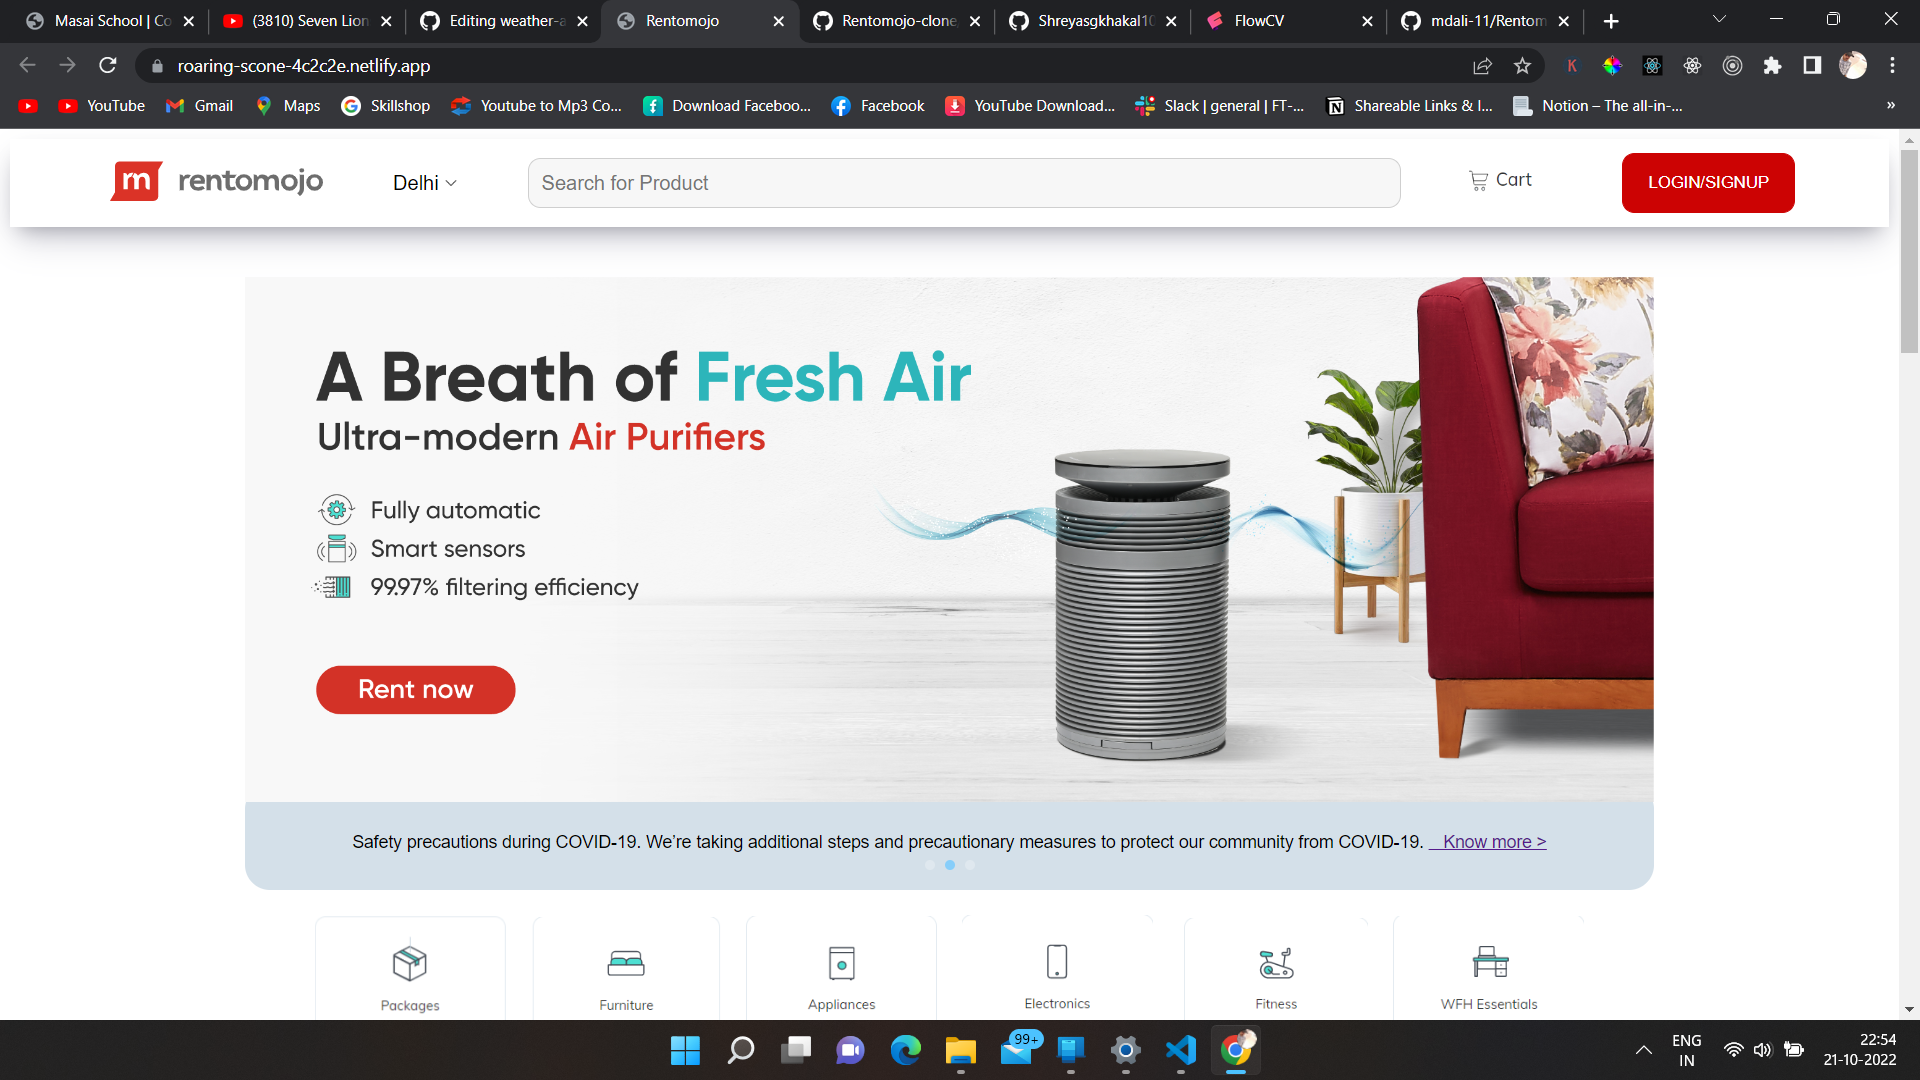 Masai School | Co
(3810) Seven Lion
Editing weather-a
Rentomojo
Rentomojo-clone
Shreyasgkhakal10
FlowCV
mdali-11/Rentom
roaring-scone-4c2c2e.netlify.app
K
YouTube
Gmail
Maps
Skillshop
Youtube to Mp3 Co...
Download Faceboo...
Facebook
YouTube Download...
Slack | general | FT-...
Shareable Links & I...
Notion – The all-in-...
»
m rentomojo
Delhi
Search for Product
Cart
LOGIN/SIGNUP
A Breath of Fresh Air
Ultra-modern Air Purifiers
Fully automatic
Smart sensors
99.97% filtering efficiency
Rent now
Safety precautions during COVID-19. We’re taking additional steps and precautionary measures to protect our community from COVID-19. Know more >
Packages
Furniture
Appliances
Electronics
Fitness
WFH Essentials
99+
ENG
IN
22:54
21-10-2022